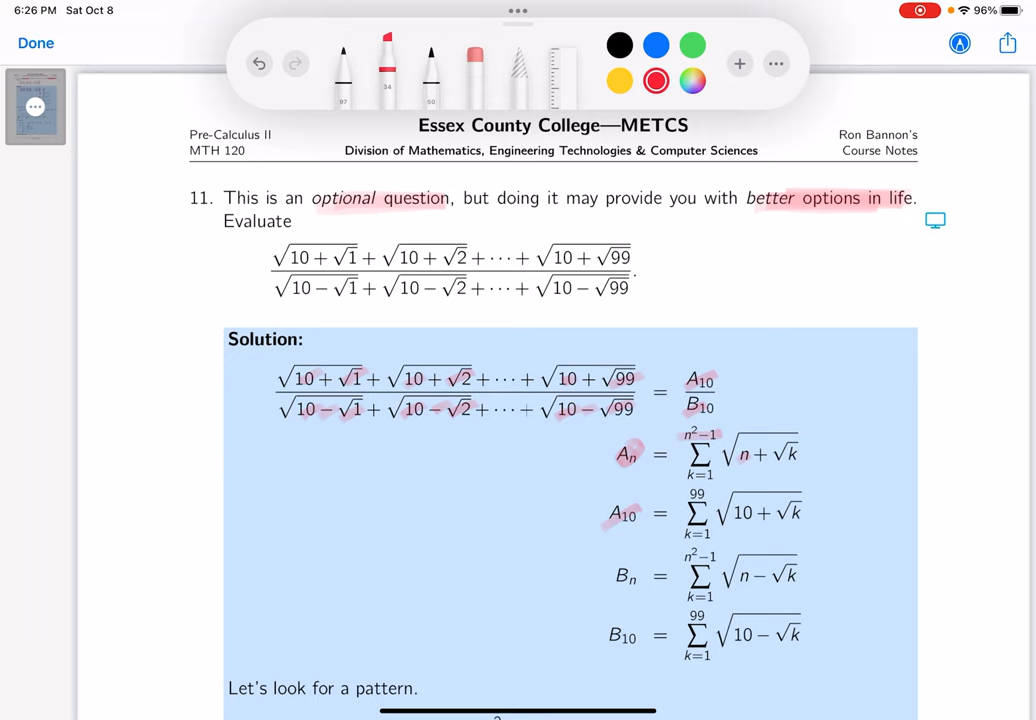 6:26 PM Sat Oct 8
96%
Done
97
34
50
Pre-Calculus II
MTH 120
Essex County College—METCS
Division of Mathematics, Engineering Technologies & Computer Sciences
Ron Bannon's
Course Notes
11. This is an optional question, but doing it may provide you with better options in life.
Evaluate
√(10 + √1) + √(10 + √2) + ··· + √(10 + √99)
√(10 − √1) + √(10 − √2) + ··· + √(10 − √99) .
Solution:
√(10 + √1) + √(10 + √2) + ··· + √(10 + √99) / √(10 − √1) + √(10 − √2) + ··· + √(10 − √99) = A₁₀ / B₁₀
Aₙ = ∑_{k=1}^{n²−1} √(n + √k)
A₁₀ = ∑_{k=1}^{99} √(10 + √k)
Bₙ = ∑_{k=1}^{n²−1} √(n − √k)
B₁₀ = ∑_{k=1}^{99} √(10 − √k)
Let's look for a pattern.